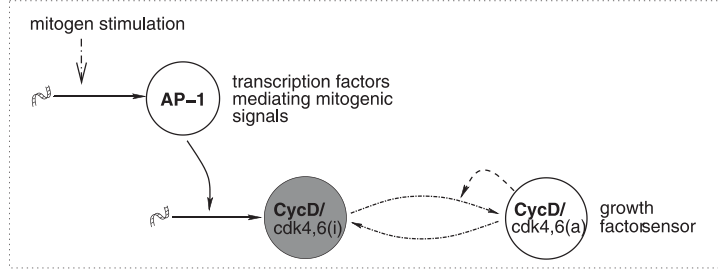 mitogen stimulation
AP–1
transcription factors
mediating mitogenic
signals
CycD/
cdk4,6(i)
CycD/
cdk4,6(a)
growth
factorsensor